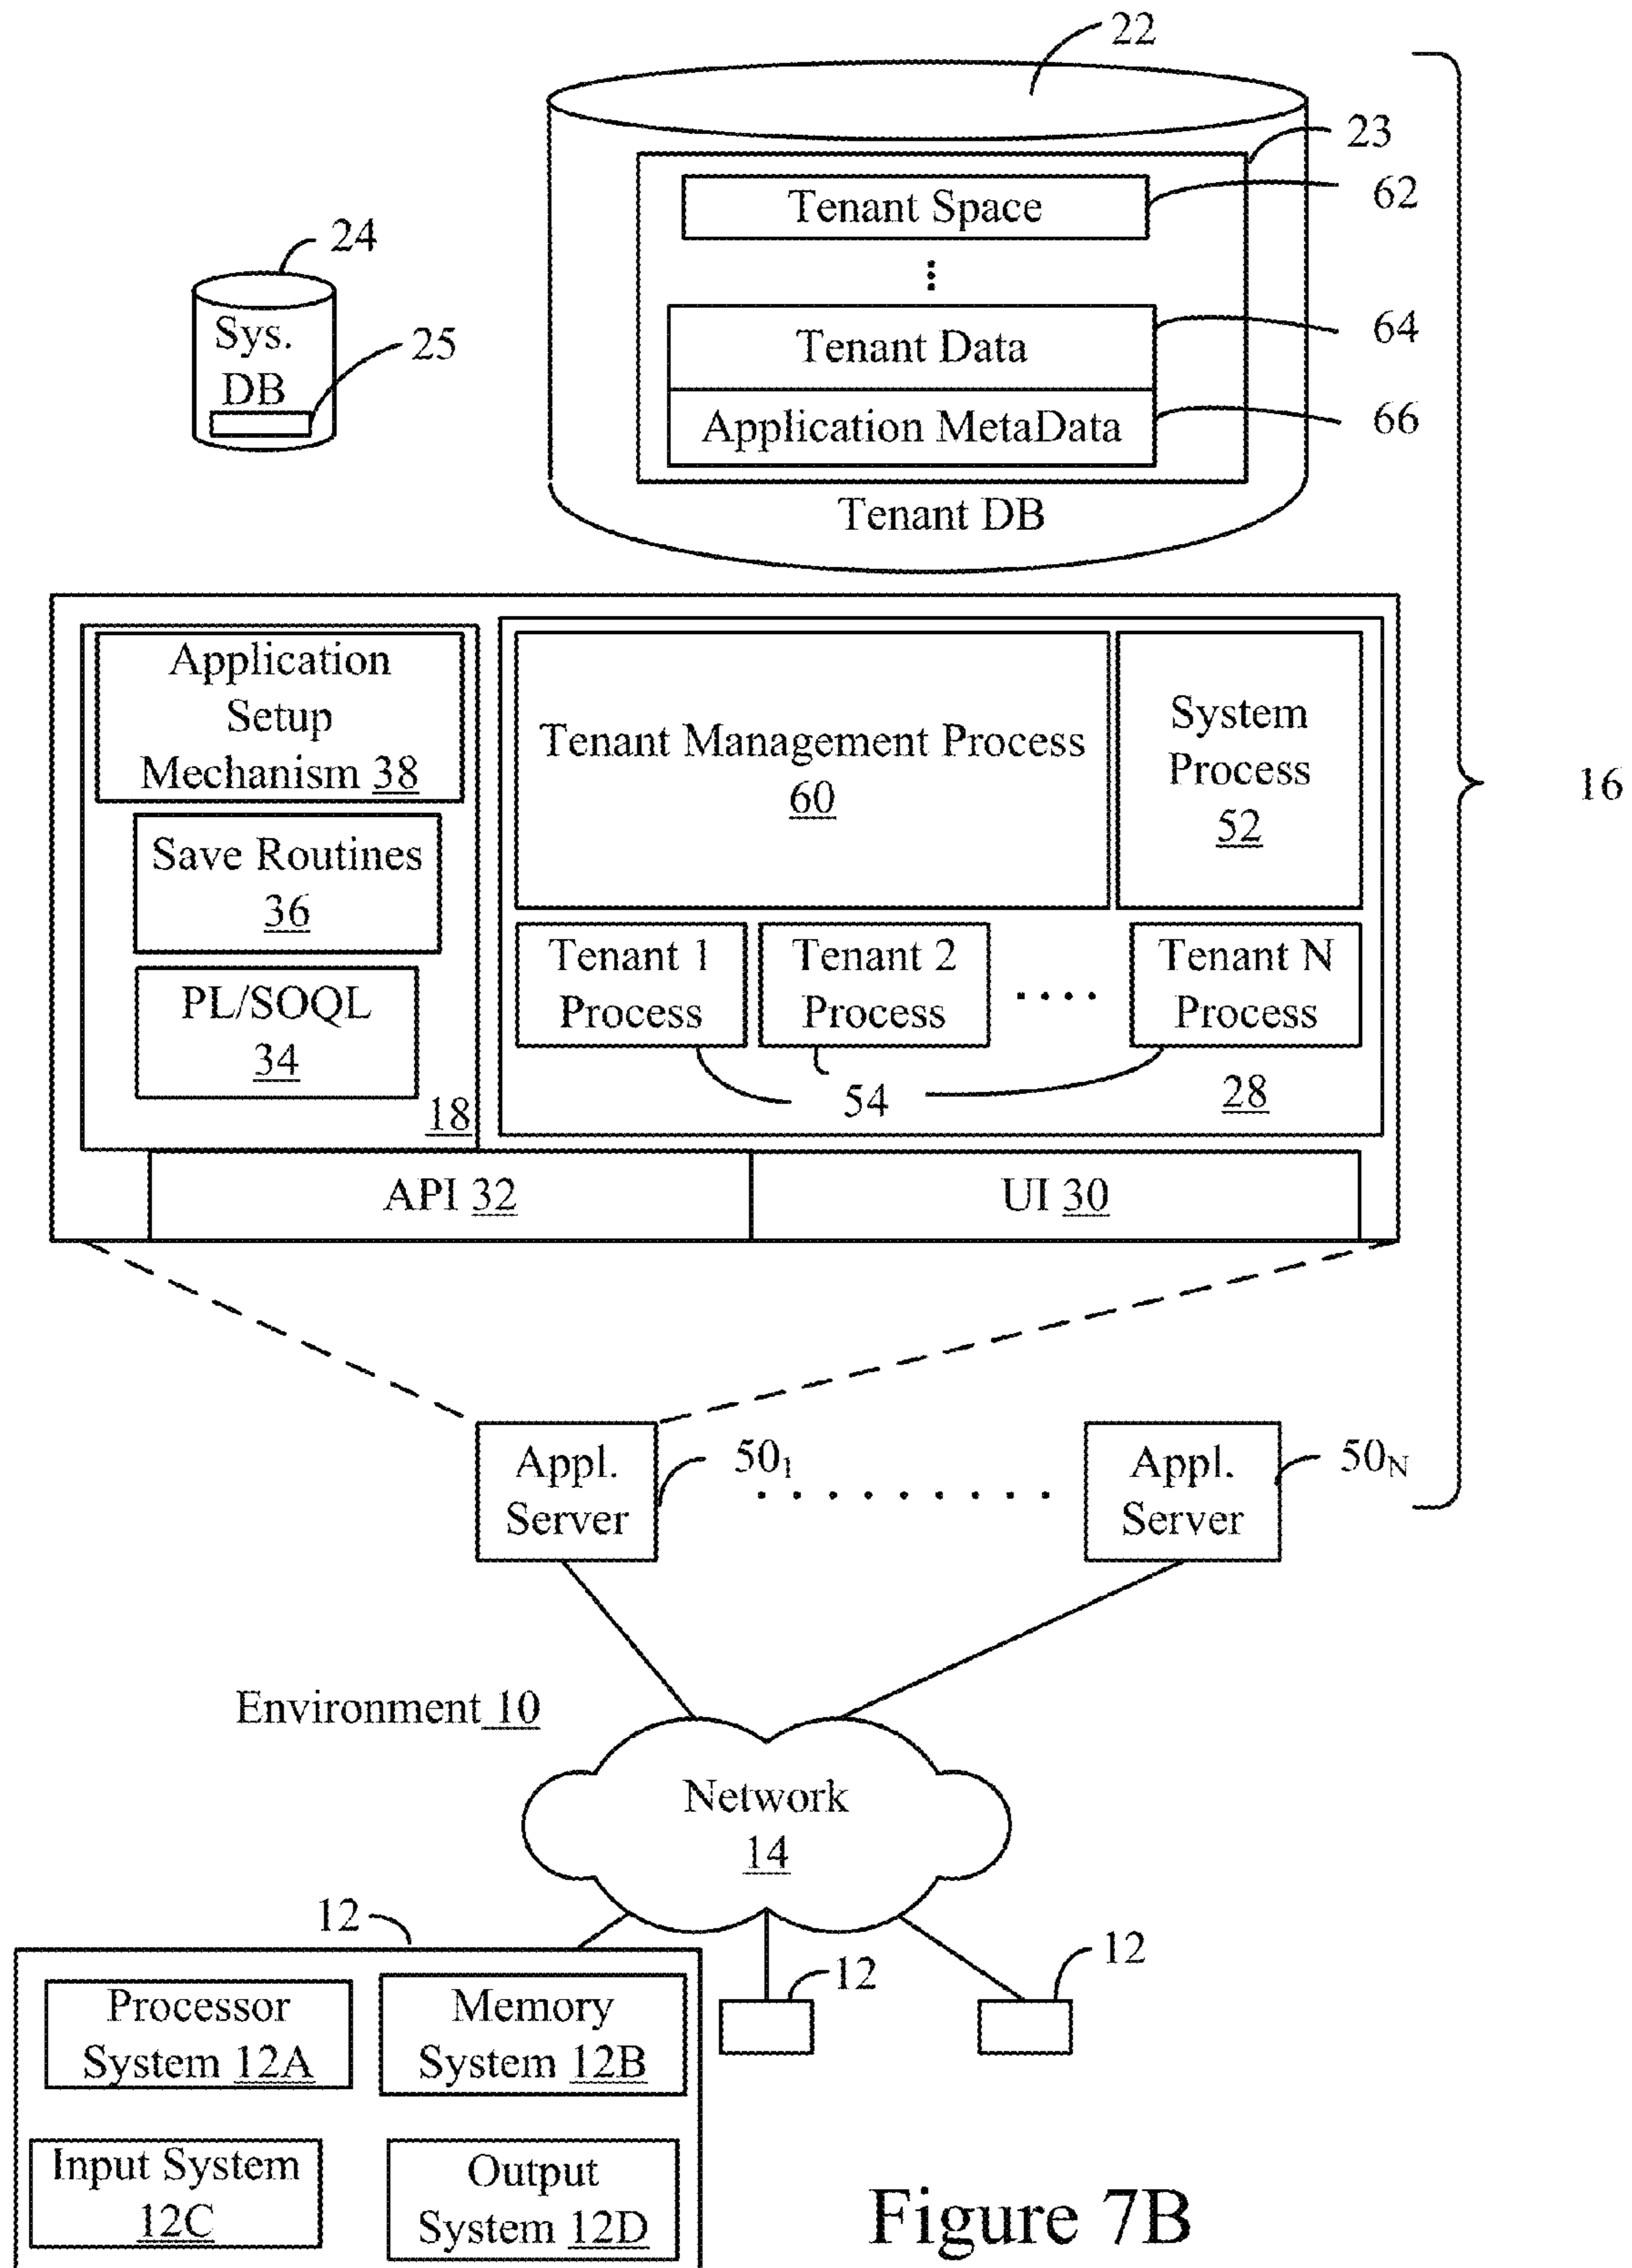 22
23
Tenant Space
62
24
Sys.
DB
25
Tenant Data
64
Application MetaData
66
Tenant DB
Application
Setup
Mechanism 38
Tenant Management Process
60
System
Process
52
16
Save Routines
36
Tenant 1
Process
Tenant 2
Process
Tenant N
Process
PL/SOQL
34
54
28
18
API 32
UI 30
Appl.
Server
50₁
Appl.
Server
50N
Environment 10
Network
14
12
12
12
Processor
System 12A
Memory
System 12B
Input System
12C
Output
System 12D
Figure 7B